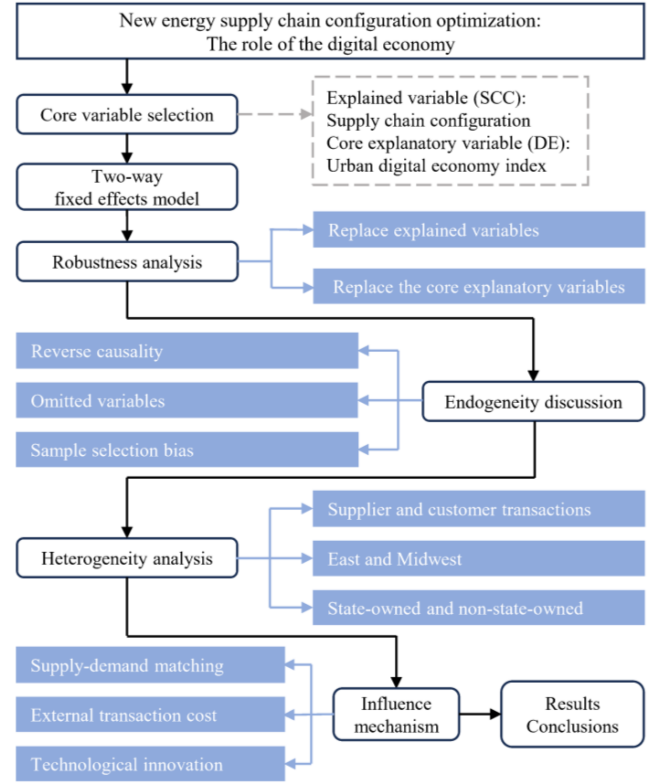 New energy supply chain configuration optimization:
The role of the digital economy
Core variable selection
Explained variable (SCC):
Supply chain configuration
Core explanatory variable (DE):
Urban digital economy index
Two-way
fixed effects model
Robustness analysis
Replace explained variables
Replace the core explanatory variables
Reverse causality
Omitted variables
Sample selection bias
Endogeneity discussion
Heterogeneity analysis
Supplier and customer transactions
East and Midwest
State-owned and non-state-owned
Supply-demand matching
External transaction cost
Technological innovation
Influence
mechanism
Results
Conclusions